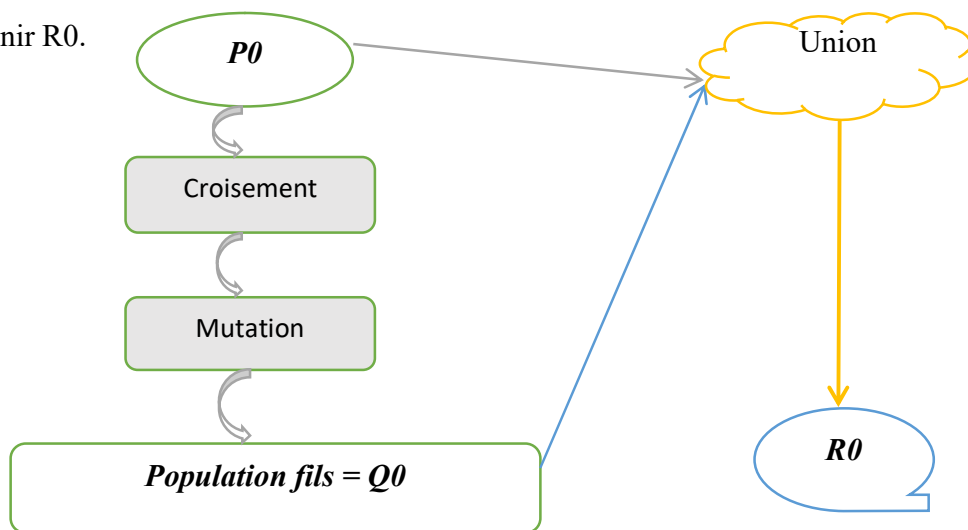 nir R0.
P0
Union
Croisement
Mutation
Population fils = Q0
R0